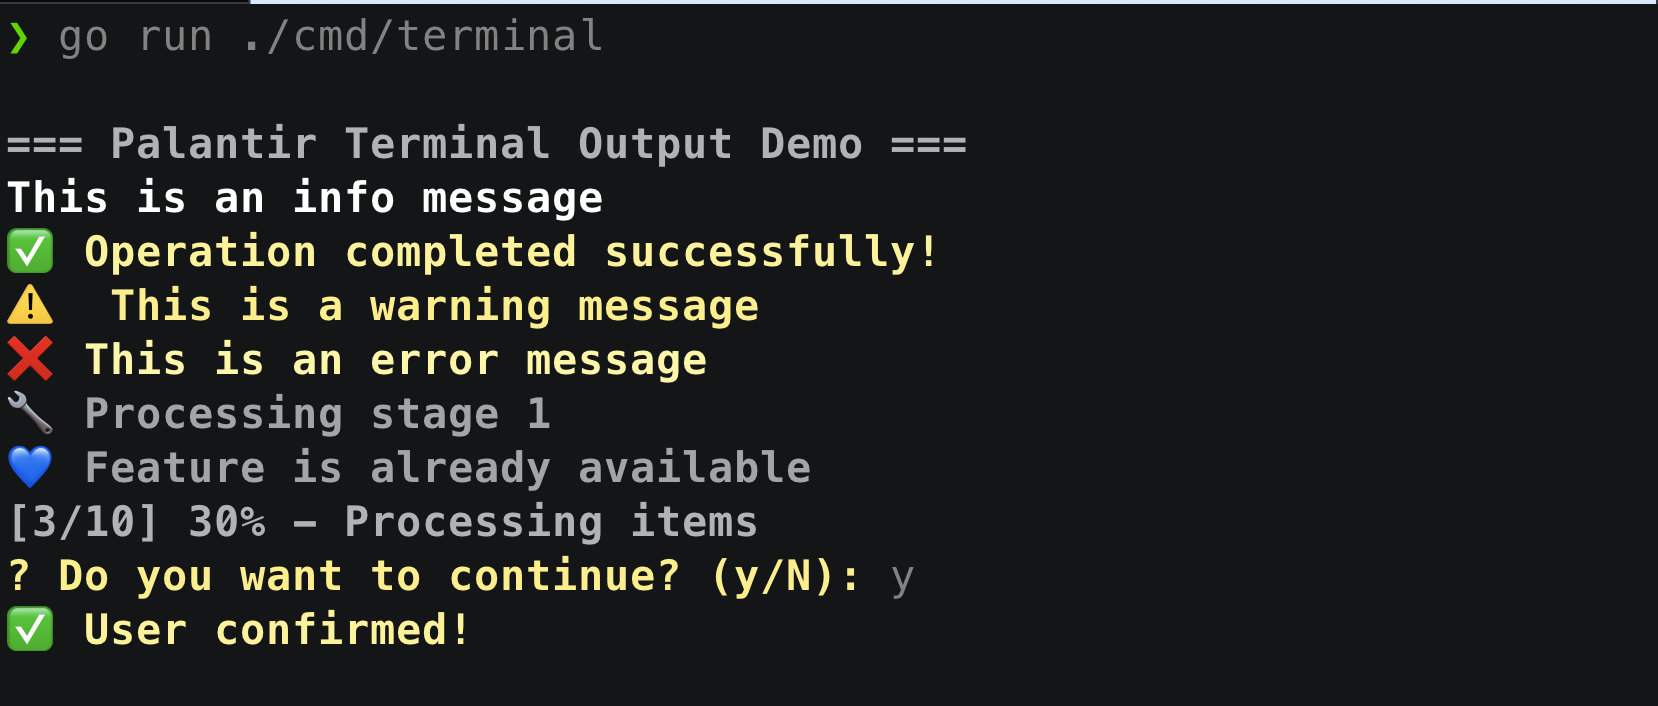 ❯ go run ./cmd/terminal
=== Palantir Terminal Output Demo ===
This is an info message
✅ Operation completed successfully!
⚠️  This is a warning message
❌ This is an error message
🔧 Processing stage 1
💙 Feature is already available
[3/10] 30% — Processing items
? Do you want to continue? (y/N): y
✅ User confirmed!